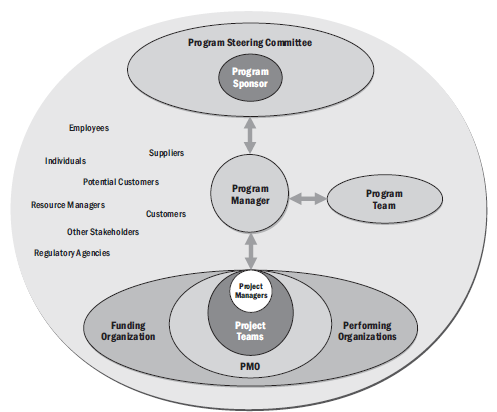 Program Steering Committee
Program
Sponsor
Employees
Suppliers
Individuals
Potential Customers
Resource Managers
Customers
Other Stakeholders
Regulatory Agencies
Program
Manager
Program
Team
Project
Managers
Project
Teams
Funding
Organization
Performing
Organizations
PMO